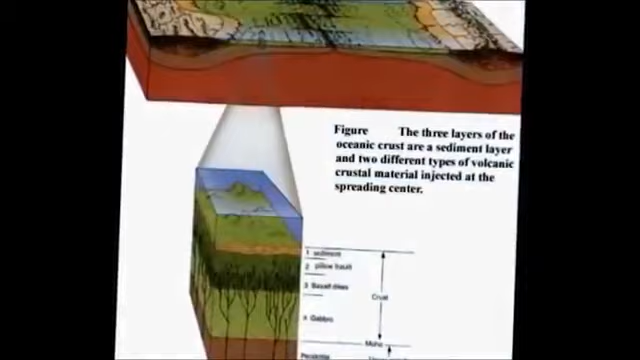 Figure The three layers of the
oceanic crust are a sediment layer
and two different types of volcanic
crustal material injected at the
spreading center.
1 sediment
2 pillow basalt
3 Basalt dikes
Crust
4 Gabbro
Moho
Peridotite